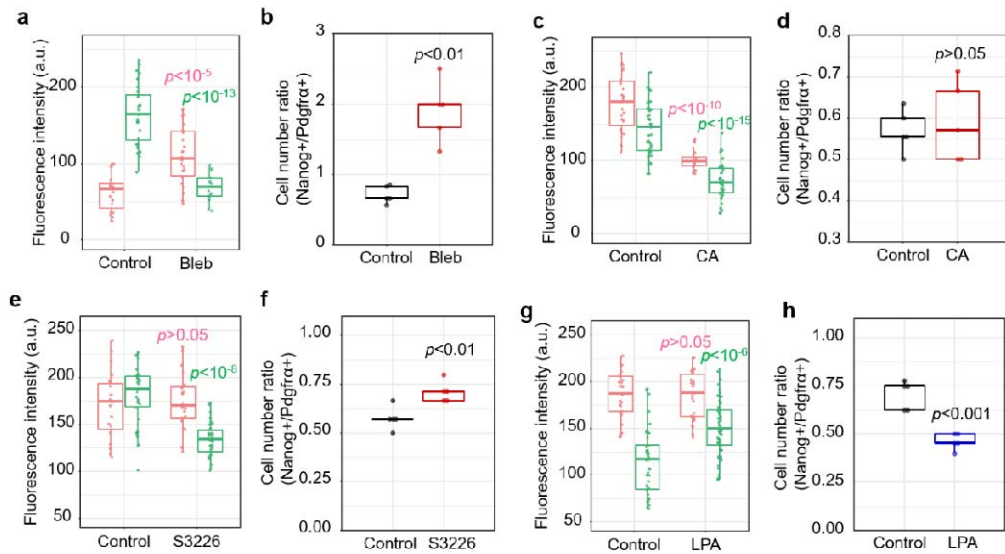 a
Fluorescence intensity (a.u.)
200
100
0
p<10⁻⁵
p<10⁻¹³
Control Bleb
b
Cell number ratio
(Nanog+/Pdgfrα+)
3
2
1
0
p<0.01
Control Bleb
c
Fluorescence intensity (a.u.)
200
100
0
p<10⁻¹⁰
p<10⁻¹⁵
Control CA
d
Cell number ratio
(Nanog+/Pdgfrα+)
0.8
0.7
0.6
0.5
0.4
0.3
p>0.05
Control CA
e
Fluorescence intensity (a.u.)
250
200
150
100
50
p>0.05
p<10⁻⁸
Control S3226
f
Cell number ratio
(Nanog+/Pdgfrα+)
1.00
0.75
0.50
0.25
0.00
p<0.01
Control S3226
g
Fluorescence intensity (a.u.)
250
200
150
100
50
p>0.05
p<10⁻⁶
Control LPA
h
Cell number ratio
(Nanog+/Pdgfrα+)
1.00
0.75
0.50
0.25
0.00
p<0.001
Control LPA